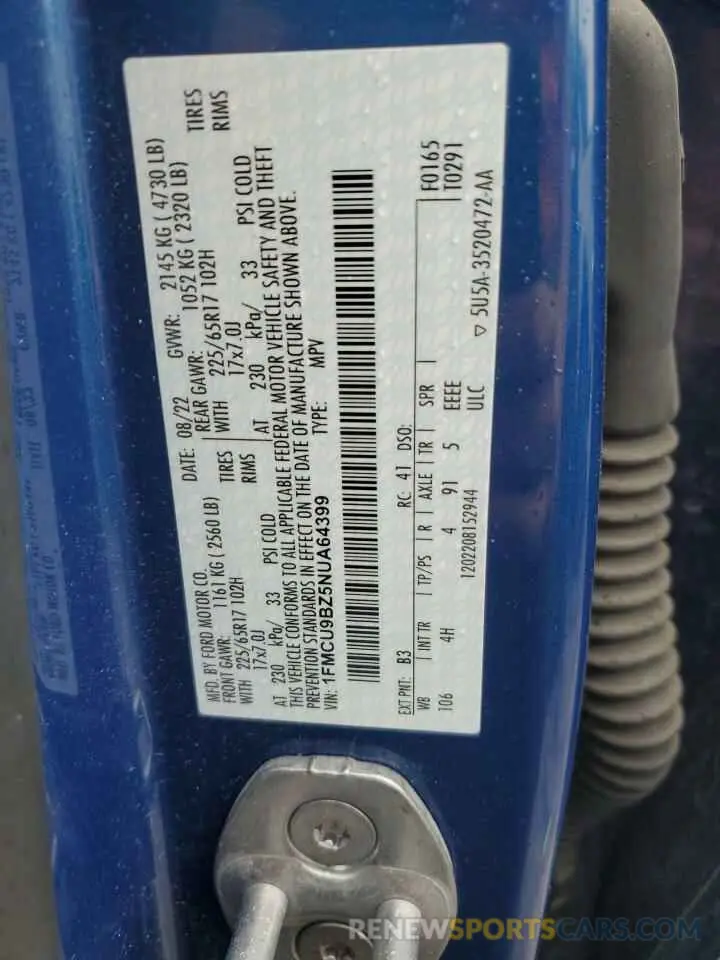 MFD. BY FORD MOTOR CO. DATE: 08/22 GVWR: 2145 KG ( 4730 LB)
FRONT GAWR: 1161 KG ( 2560 LB) REAR GAWR: 1052 KG ( 2320 LB)
WITH 225/65R17 102H TIRES WITH 225/65R17 102H TIRES
17x7.0J RIMS 17x7.0J RIMS
AT 230 kPa/ 33 PSI COLD AT 230 kPa/ 33 PSI COLD
THIS VEHICLE CONFORMS TO ALL APPLICABLE FEDERAL MOTOR VEHICLE SAFETY AND THEFT
PREVENTION STANDARDS IN EFFECT ON THE DATE OF MANUFACTURE SHOWN ABOVE.
VIN: 1FMCU9BZ5NUA64399 TYPE: MPV
EXT PNT: B3 RC: 41 DSO: F0165
WB INT TR TP/PS R AXLE TR SPR T0291
106 4H 4 91 5 EEEE
1202208152944 ULC ▽ 5U5A-3520472-AA
RENEWSPORTSCARS.COM